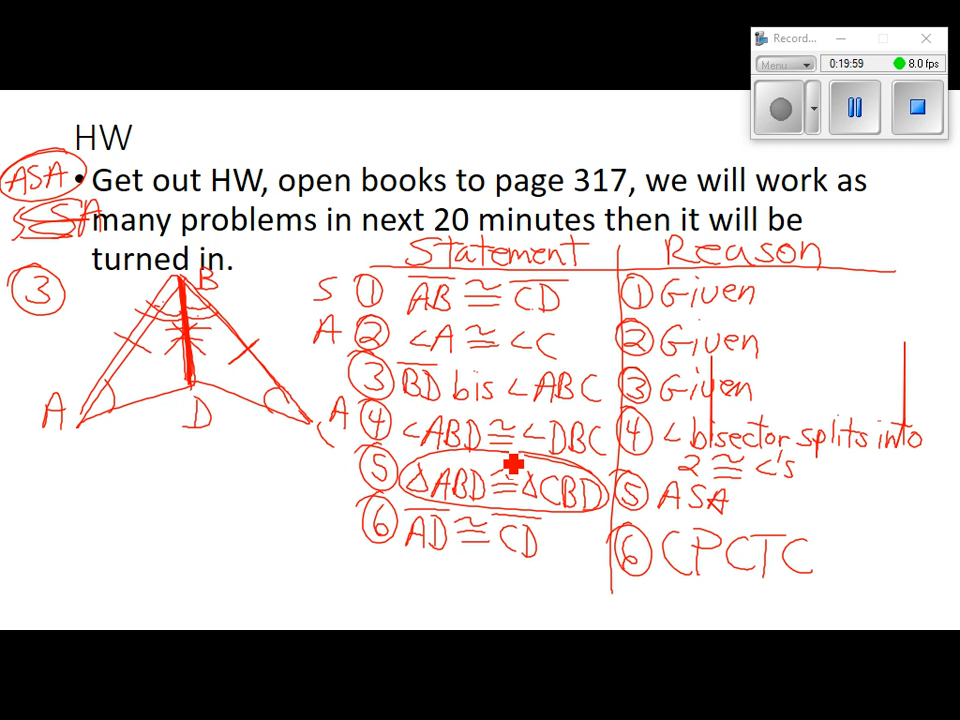 Record...
Menu
0:19:59
8.0 fps
HW
ASA
• Get out HW, open books to page 317, we will work as
SSA
many problems in next 20 minutes then it will be
turned in.
Statement Reason
③ B
S ① AB ≅ CD ① Given
A ② ∠A ≅ ∠C ② Given
③ BD bis ∠ABC ③ Given
A D C
A ④ ∠ABD ≅ ∠DBC ④ ∠ bisector splits into
2 ≅ ∠'s
⑤ △ABD ≅ △CBD ⑤ ASA
⑥ AD ≅ CD ⑥ CPCTC